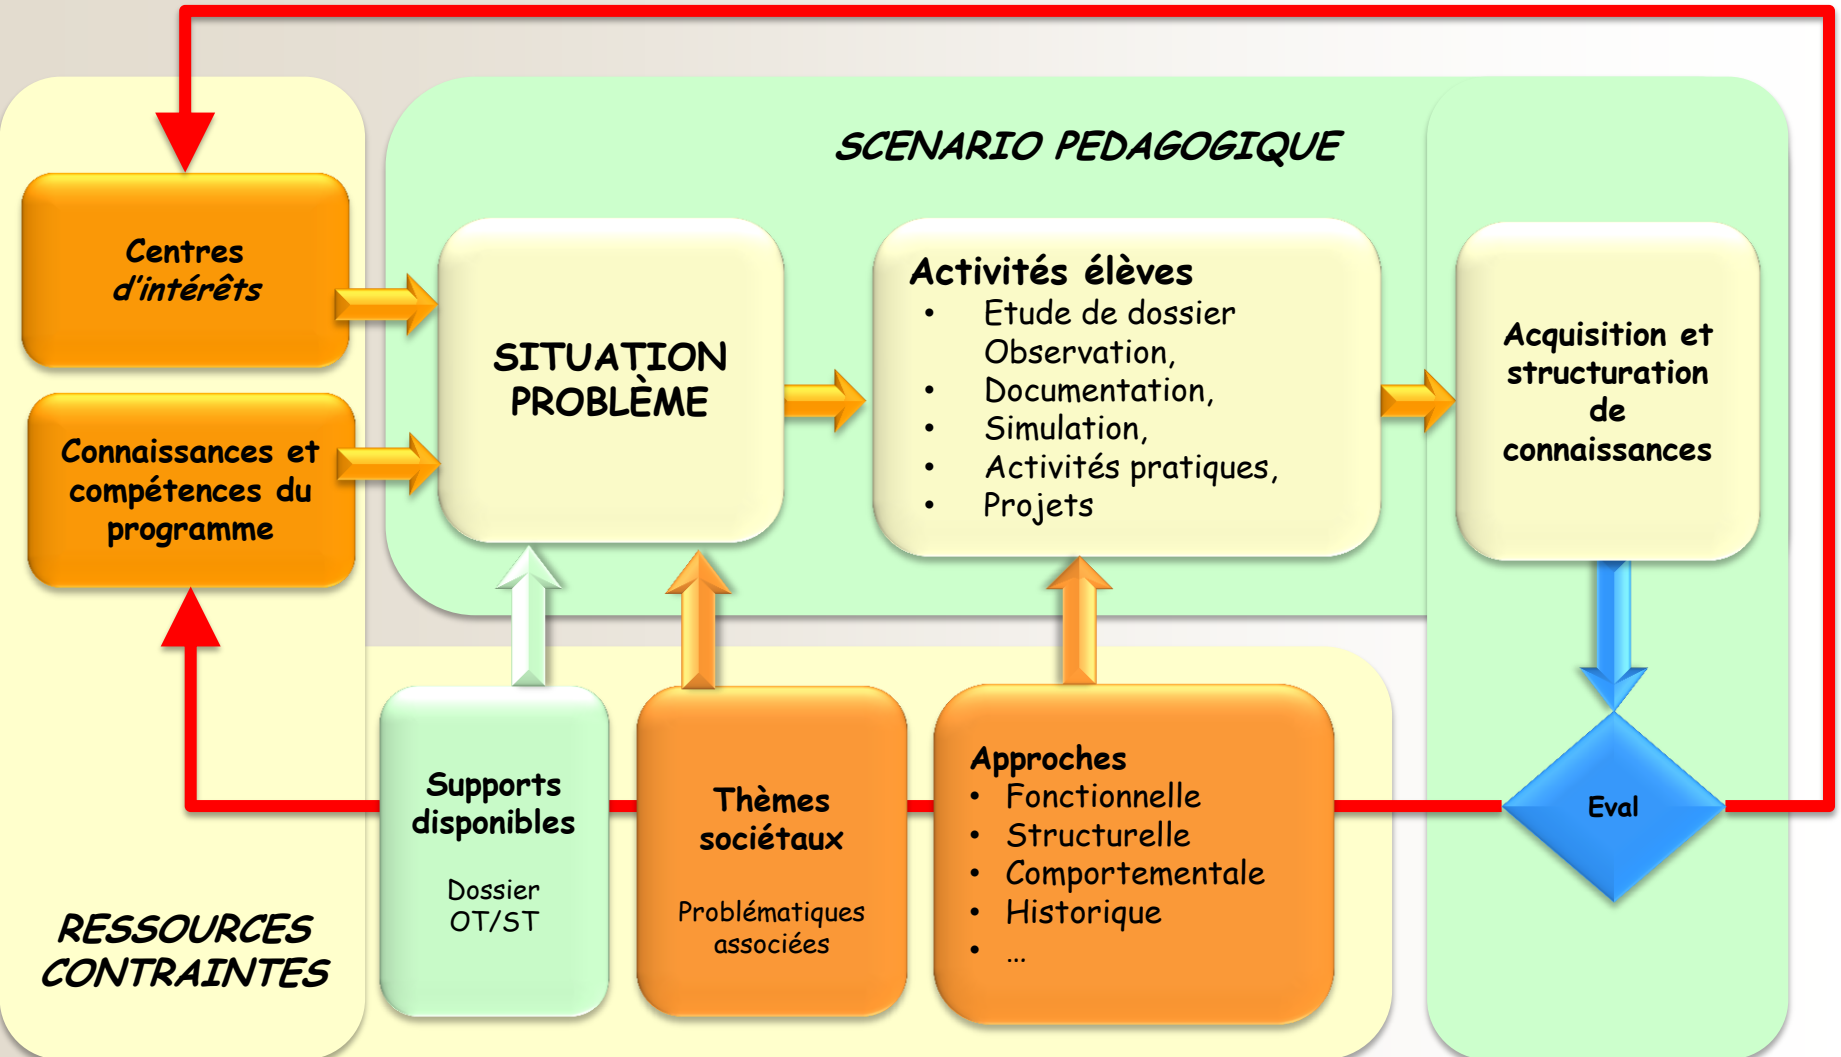 SCENARIO PEDAGOGIQUE
Centres
d'intérêts
Connaissances et
compétences du
programme
SITUATION
PROBLÈME
Activités élèves
• Etude de dossier
Observation,
• Documentation,
• Simulation,
• Activités pratiques,
• Projets
Acquisition et
structuration
de
connaissances
RESSOURCES
CONTRAINTES
Supports
disponibles
Dossier
OT/ST
Thèmes
sociétaux
Problématiques
associées
Approches
• Fonctionnelle
• Structurelle
• Comportementale
• Historique
• …
Eval